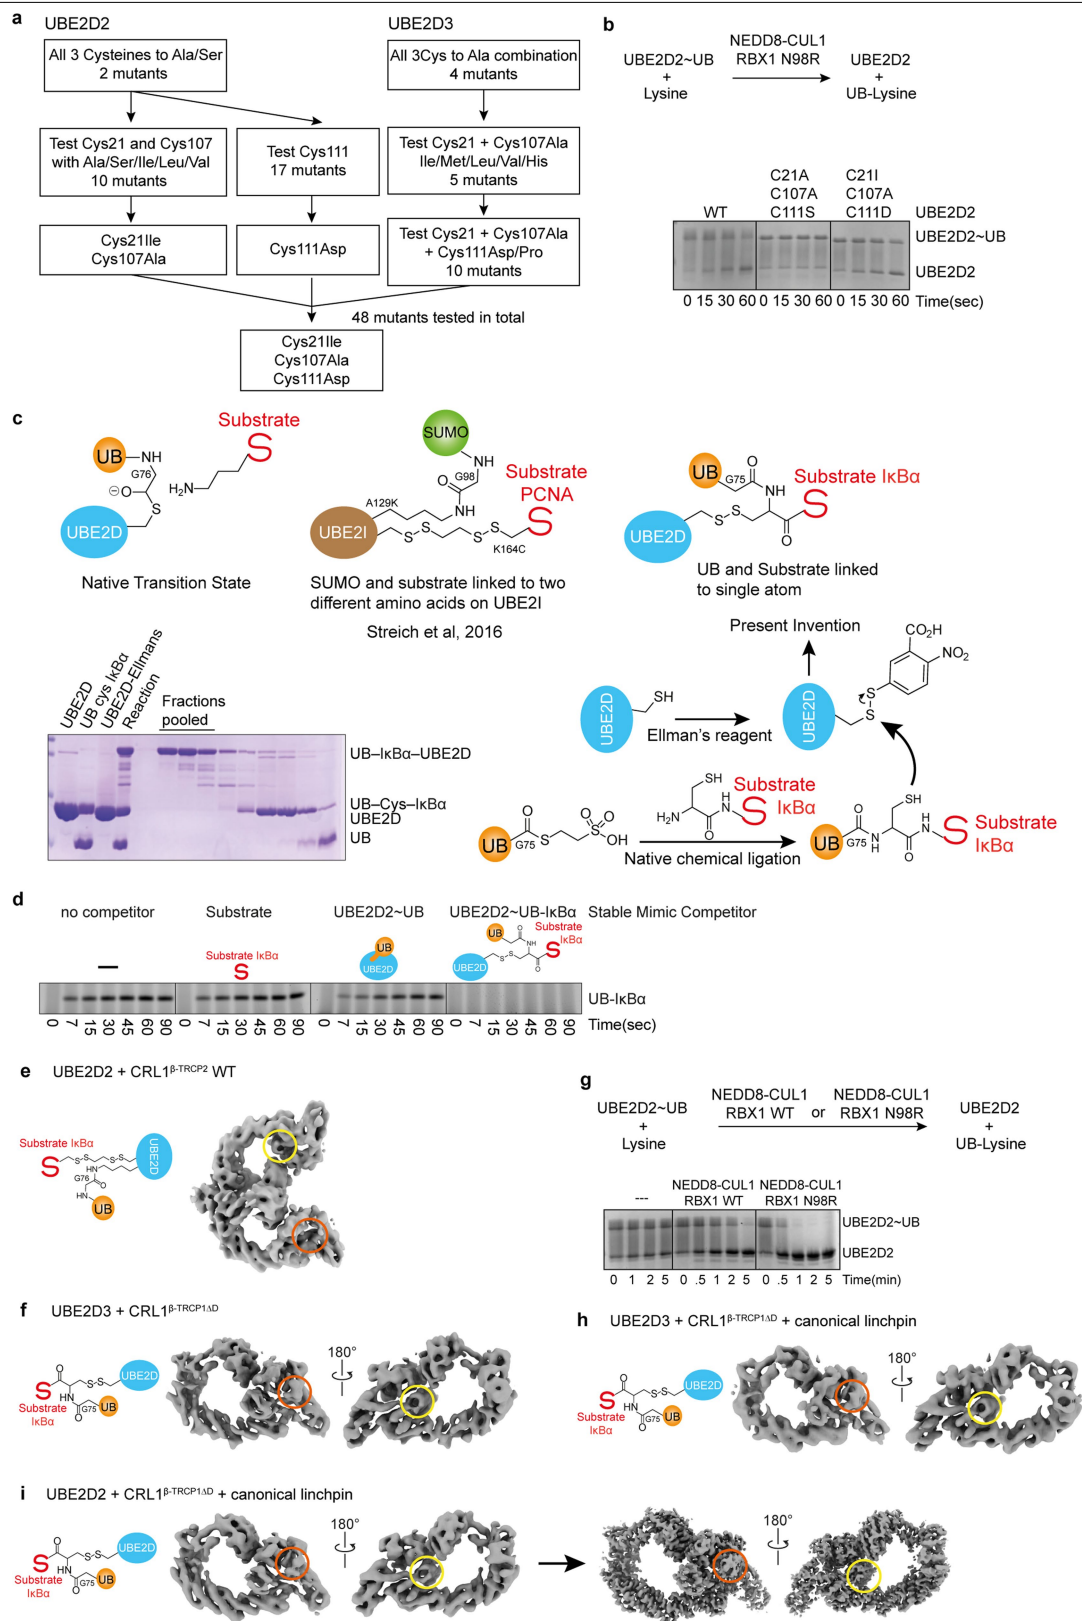 a
UBE2D2
All 3 Cysteines to Ala/Ser
2 mutants
Test Cys21 and Cys107
with Ala/Ser/Ile/Leu/Val
10 mutants
Test Cys111
17 mutants
Cys21Ile
Cys107Ala
Cys111Asp
UBE2D3
All 3Cys to Ala combination
4 mutants
Test Cys21 + Cys107Ala
Ile/Met/Leu/Val/His
5 mutants
Test Cys21 + Cys107Ala
+ Cys111Asp/Pro
10 mutants
48 mutants tested in total
Cys21Ile
Cys107Ala
Cys111Asp
b
UBE2D2~UB
+
Lysine
NEDD8-CUL1
RBX1 N98R
UBE2D2
+
UB-Lysine
WT
C21A
C107A
C111S
C21I
C107A
C111D
UBE2D2
UBE2D2~UB
UBE2D2
0 15 30 60 0 15 30 60 0 15 30 60 Time(sec)
c
UB
NH
G76
O
⊖
S
H₂N
Substrate
S
UBE2D
Native Transition State
SUMO
NH
G98
O
NH
A129K
Substrate
PCNA
S
UBE2I
S S S S
K164C
SUMO and substrate linked to two
different amino acids on UBE2I
Streich et al, 2016
UB
G75
O
NH
Substrate IκBα
S
UBE2D
S S
O
UB and Substrate linked
to single atom
Present Invention
UBE2D
SH
Ellman's reagent
UBE2D
S
S
CO₂H
NO₂
UB
G75
O
S
O
S
O
OH
SH
H₂N
O
H
N
Substrate
S
IκBα
Native chemical ligation
UB
G75
O
N
H
SH
O
H
N
S
Substrate
IκBα
UBE2D
UB cys IκBα
UBE2D-Ellmans
Reaction
Fractions
pooled
UB–IκBα–UBE2D
UB–Cys–IκBα
UBE2D
UB
d
no competitor
Substrate
UBE2D2~UB
UBE2D2~UB-IκBα
Stable Mimic Competitor
Substrate IκBα
S
UB
UBE2D
UB
O
NH
Substrate
IκBα
S
UBE2D
S S
O
UB-IκBα
0 7 15 30 45 60 90 0 7 15 30 45 60 90 0 7 15 30 45 60 90 0 7 15 30 45 60 90 Time(sec)
e
UBE2D2 + CRL1β-TRCP2 WT
Substrate IκBα
S
S S S S
UBE2D
HN
G76
O
HN
UB
g
UBE2D2~UB
+
Lysine
NEDD8-CUL1
RBX1 WT
or
NEDD8-CUL1
RBX1 N98R
UBE2D2
+
UB-Lysine
---
NEDD8-CUL1
RBX1 WT
NEDD8-CUL1
RBX1 N98R
UBE2D2~UB
UBE2D2
0 1 2 5 0 .5 1 2 5 0 .5 1 2 5 Time(min)
f
UBE2D3 + CRL1β-TRCP1ΔD
O
S
S S
UBE2D
Substrate
IκBα
HN
G75
O
UB
180°
h
UBE2D3 + CRL1β-TRCP1ΔD + canonical linchpin
O
S
S S
UBE2D
Substrate
IκBα
HN
G75
O
UB
180°
i
UBE2D2 + CRL1β-TRCP1ΔD + canonical linchpin
O
S
S S
UBE2D
Substrate
IκBα
HN
G75
O
UB
180°
180°